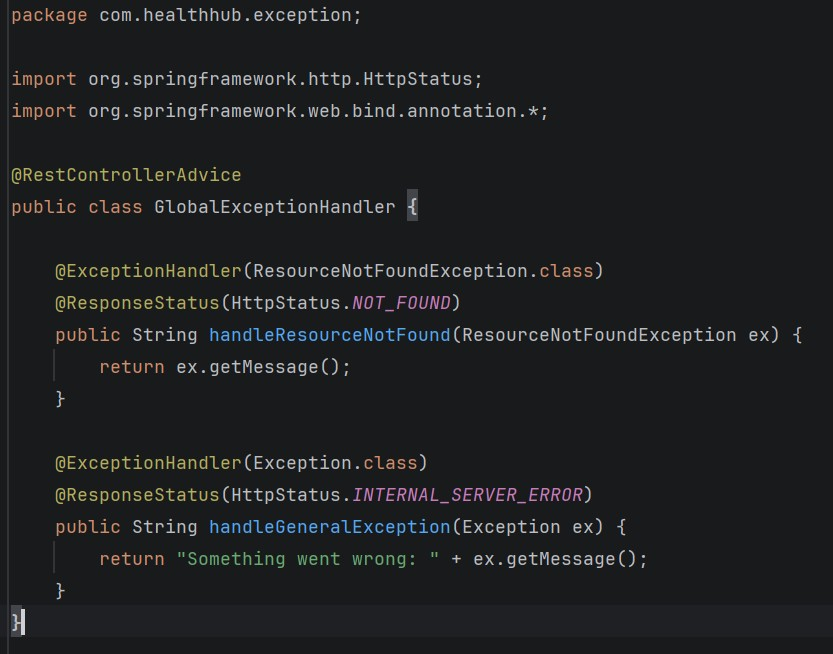 package com.healthhub.exception;
import org.springframework.http.HttpStatus;
import org.springframework.web.bind.annotation.*;
@RestControllerAdvice
public class GlobalExceptionHandler {
@ExceptionHandler(ResourceNotFoundException.class)
@ResponseStatus(HttpStatus.NOT_FOUND)
public String handleResourceNotFound(ResourceNotFoundException ex) {
return ex.getMessage();
}
@ExceptionHandler(Exception.class)
@ResponseStatus(HttpStatus.INTERNAL_SERVER_ERROR)
public String handleGeneralException(Exception ex) {
return "Something went wrong: " + ex.getMessage();
}
}